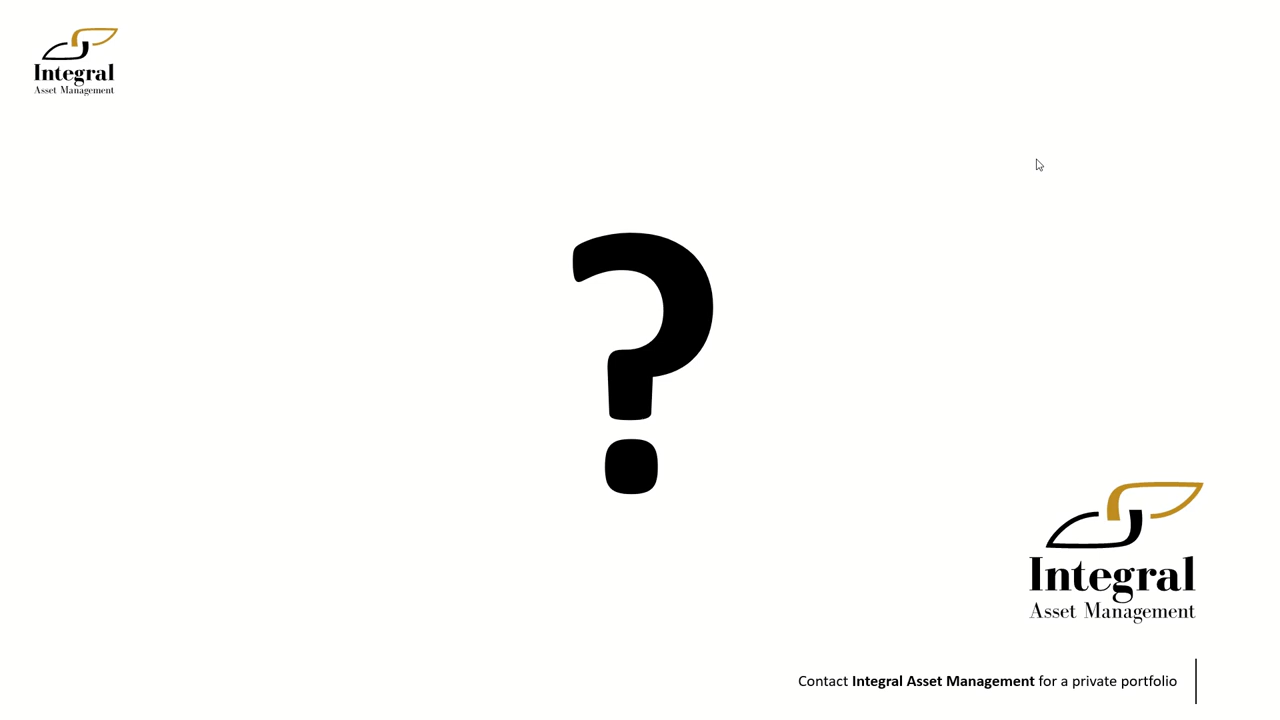 Integral
Asset Management
?
Integral
Asset Management
Contact Integral Asset Management for a private portfolio